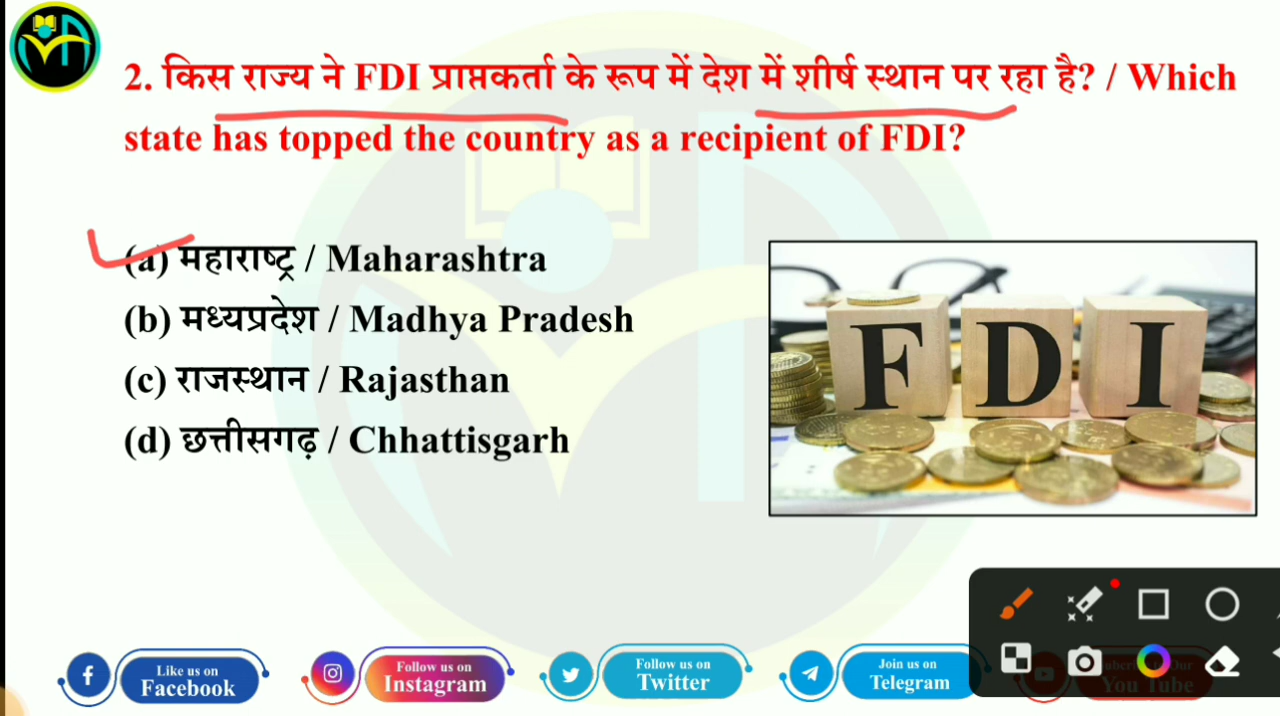 2. किस राज्य ने FDI प्राप्तकर्ता के रूप में देश में शीर्ष स्थान पर रहा है? / Which
state has topped the country as a recipient of FDI?
(a) महाराष्ट्र / Maharashtra
(b) मध्यप्रदेश / Madhya Pradesh
(c) राजस्थान / Rajasthan
(d) छत्तीसगढ़ / Chhattisgarh
F D I
Like us on
Facebook
Follow us on
Instagram
Follow us on
Twitter
Join us on
Telegram
You Tube